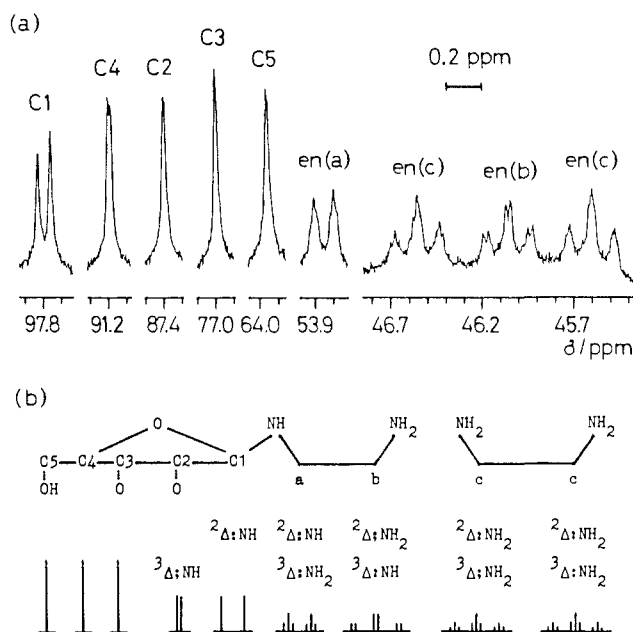 (a)
C1
C4
C2
C3
C5
0.2 ppm
en(a)
en(c)
en(b)
en(c)
97.8
91.2
87.4
77.0
64.0
53.9
46.7
46.2
45.7
δ/ppm
(b)
O
NH
NH₂
NH₂
NH₂
C5
C4
C3
C2
C1
OH
O
O
a
b
c
c
²Δ:NH
²Δ:NH
²Δ:NH₂
²Δ:NH₂
²Δ:NH₂
³Δ:NH
³Δ:NH₂
³Δ:NH
³Δ:NH₂
³Δ:NH₂